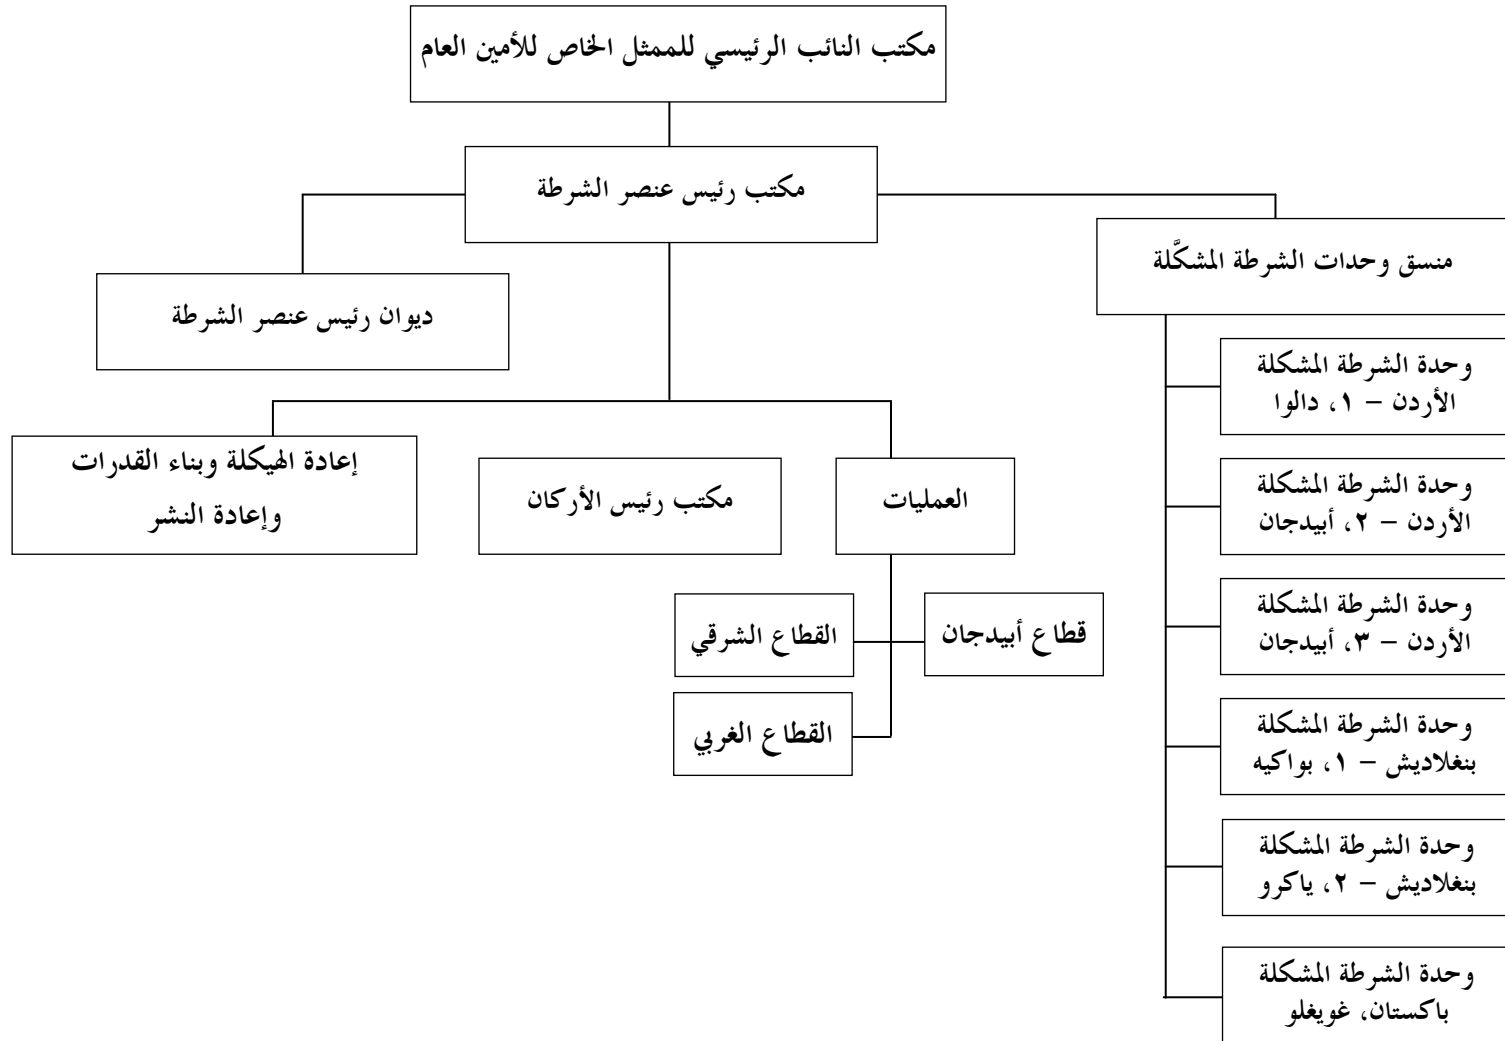 مكتب النائب الرئيسي للممثل الخاص للأمين العام
مكتب رئيس عنصر الشرطة
منسق وحدات الشرطة المشكَّلة
ديوان رئيس عنصر الشرطة
وحدة الشرطة المشكلة
الأردن – ١، دالوا
وحدة الشرطة المشكلة
الأردن – ٢، أبيدجان
وحدة الشرطة المشكلة
الأردن – ٣، أبيدجان
وحدة الشرطة المشكلة
بنغلاديش – ١، بواكيه
وحدة الشرطة المشكلة
بنغلاديش – ٢، ياكرو
وحدة الشرطة المشكلة
باكستان، غويغلو
العمليات
مكتب رئيس الأركان
إعادة الهيكلة وبناء القدرات
وإعادة النشر
قطاع أبيدجان
القطاع الشرقي
القطاع الغربي